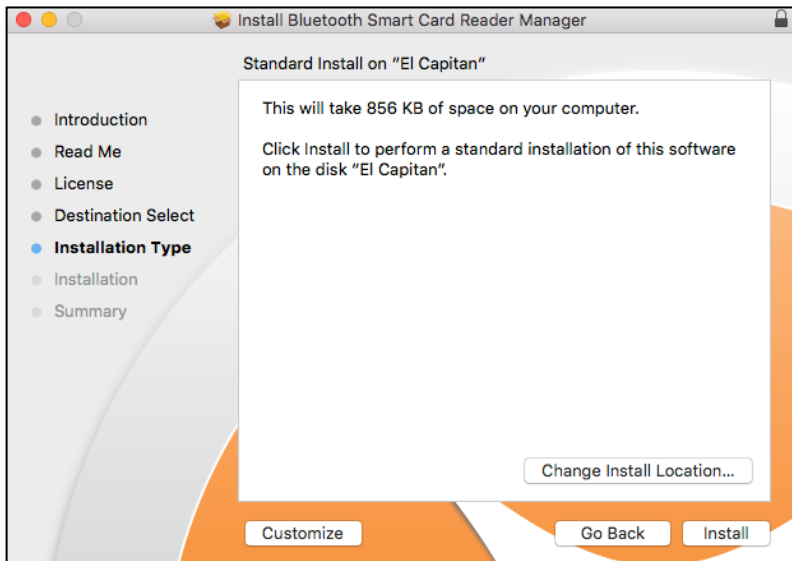 Install Bluetooth Smart Card Reader Manager
Standard Install on “El Capitan”
Introduction
Read Me
License
Destination Select
Installation Type
Installation
Summary
This will take 856 KB of space on your computer.
Click Install to perform a standard installation of this software
on the disk “El Capitan”.
Change Install Location...
Customize
Go Back
Install